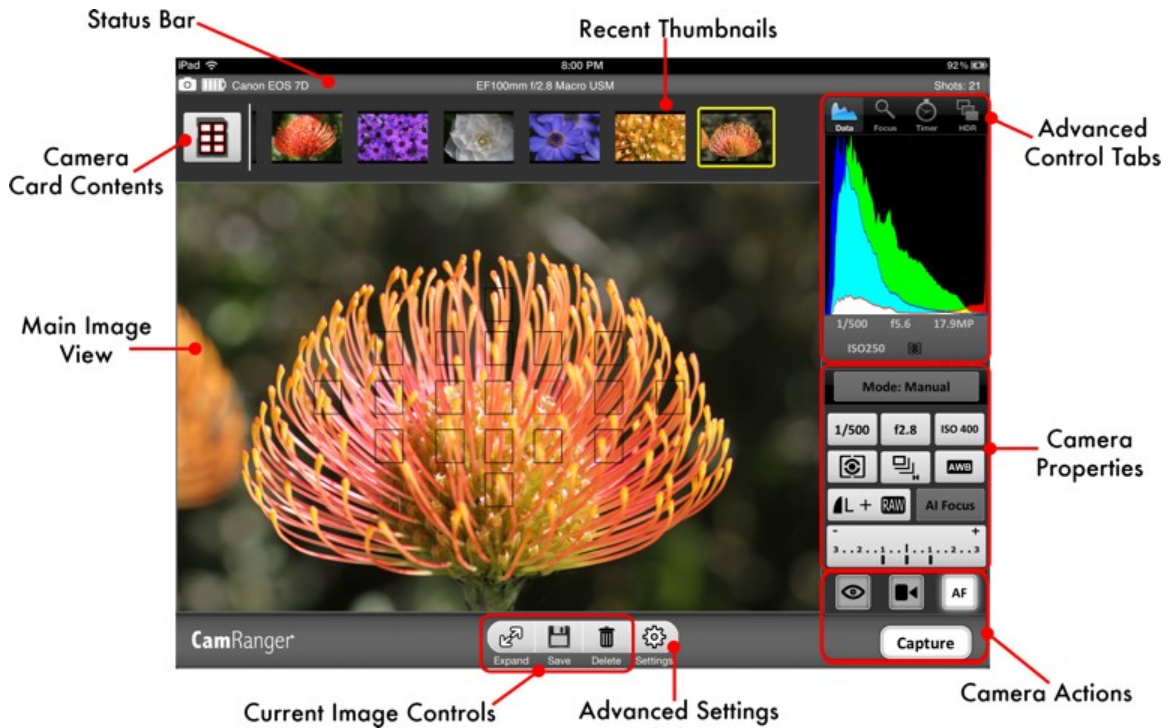 Status Bar
Recent Thumbnails
iPad 8:00 PM 92%
Canon EOS 7D EF100mm f/2.8 Macro USM Shots: 21
Data Focus Timer HDR
Camera
Card Contents
Advanced
Control Tabs
Main Image
View
1/500 f5.6 17.9MP
ISO250
Mode: Manual
1/500 f2.8 ISO 400
AWB
L + RAW AI Focus
- +
3..2..1..|..1..2..3
Camera
Properties
AF
CamRanger
Expand Save Delete Settings
Capture
Current Image Controls
Advanced Settings
Camera Actions